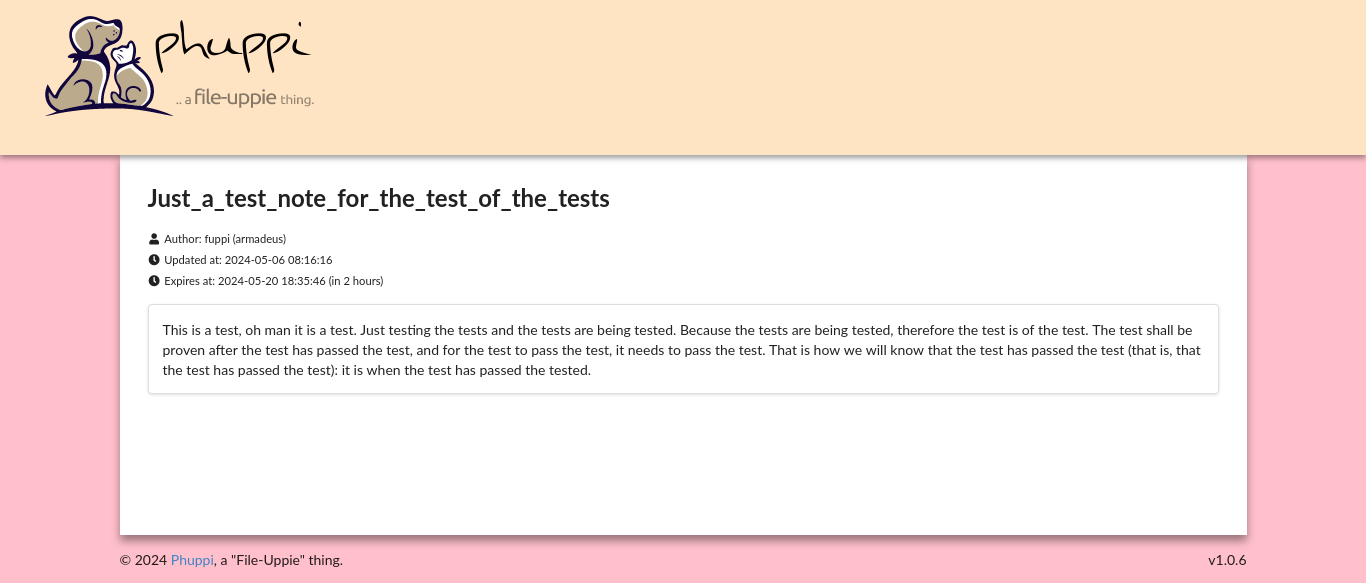 phuppi
.. a file-uppie thing.
Just_a_test_note_for_the_test_of_the_tests
Author: fuppi (armadeus)
Updated at: 2024-05-06 08:16:16
Expires at: 2024-05-20 18:35:46 (in 2 hours)
This is a test, oh man it is a test. Just testing the tests and the tests are being tested. Because the tests are being tested, therefore the test is of the test. The test shall be
proven after the test has passed the test, and for the test to pass the test, it needs to pass the test. That is how we will know that the test has passed the test (that is, that
the test has passed the test): it is when the test has passed the tested.
© 2024 Phuppi, a "File-Uppie" thing. v1.0.6